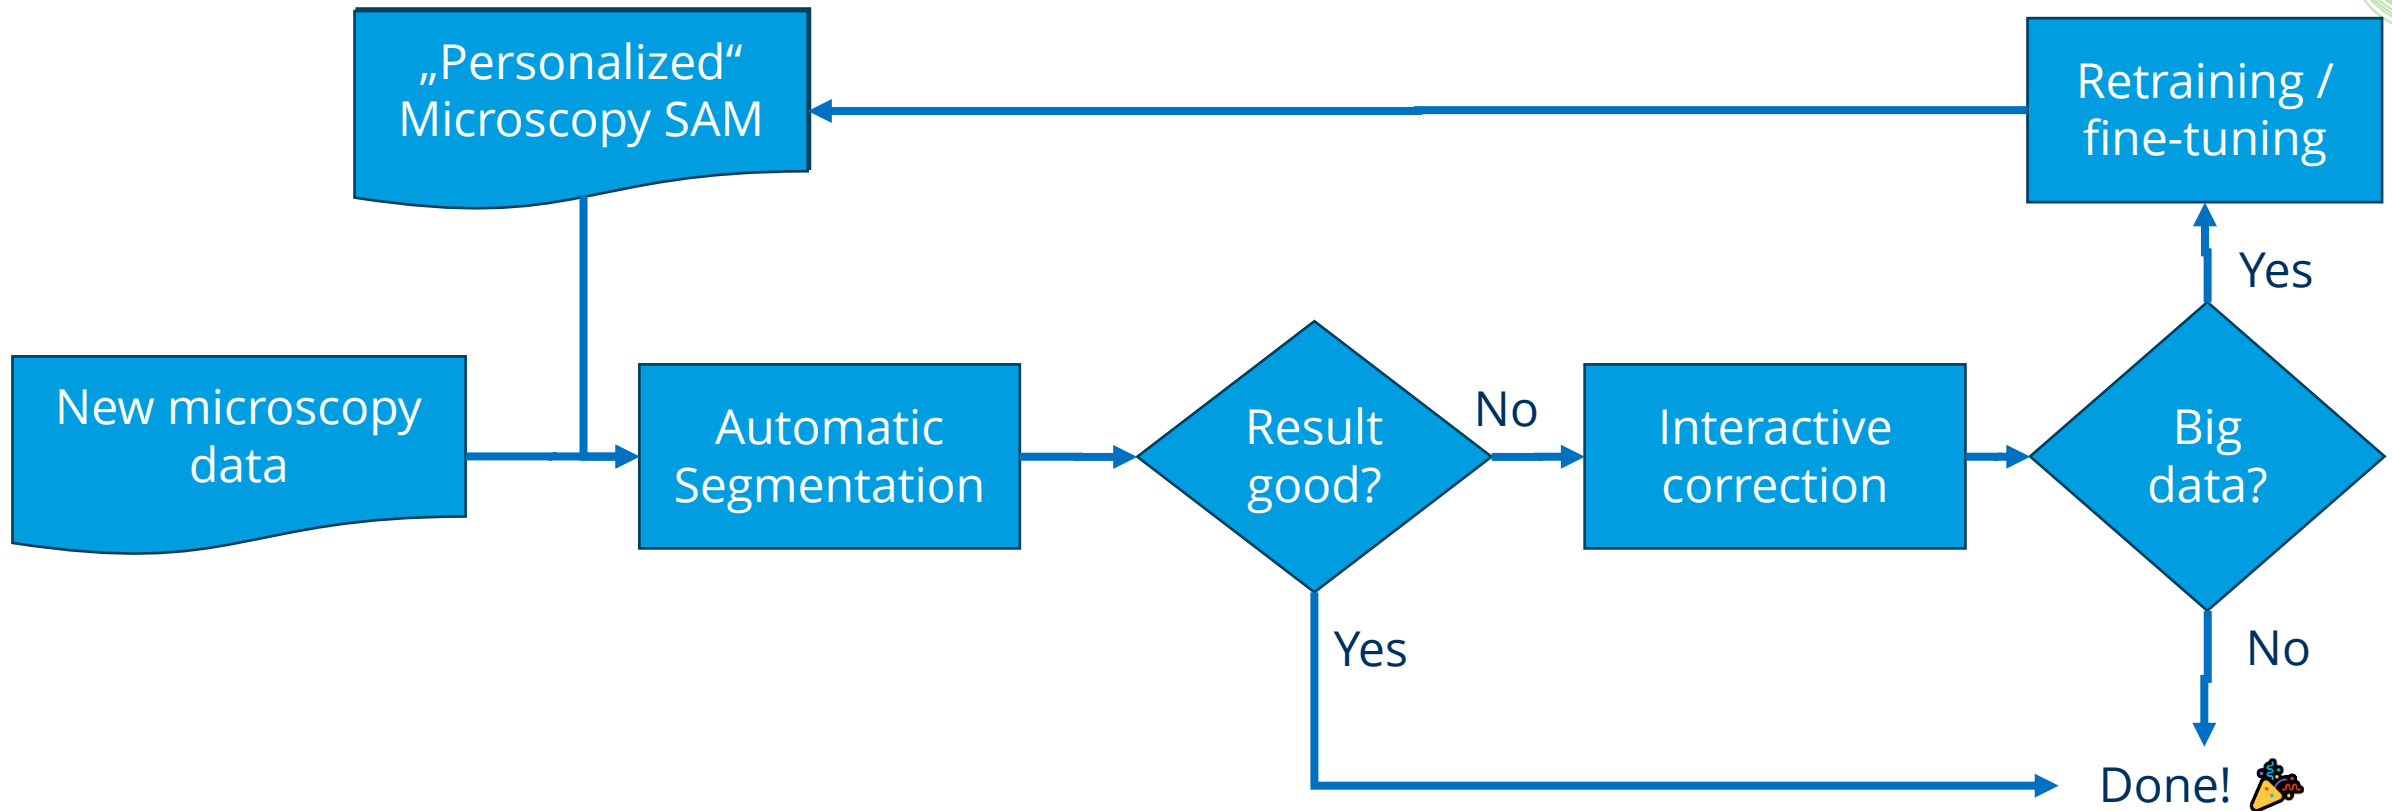 „Personalized“
Microscopy SAM
Retraining /
fine-tuning
Yes
New microscopy
data
Automatic
Segmentation
Result
good?
No
Interactive
correction
Big
data?
Yes
No
Done!